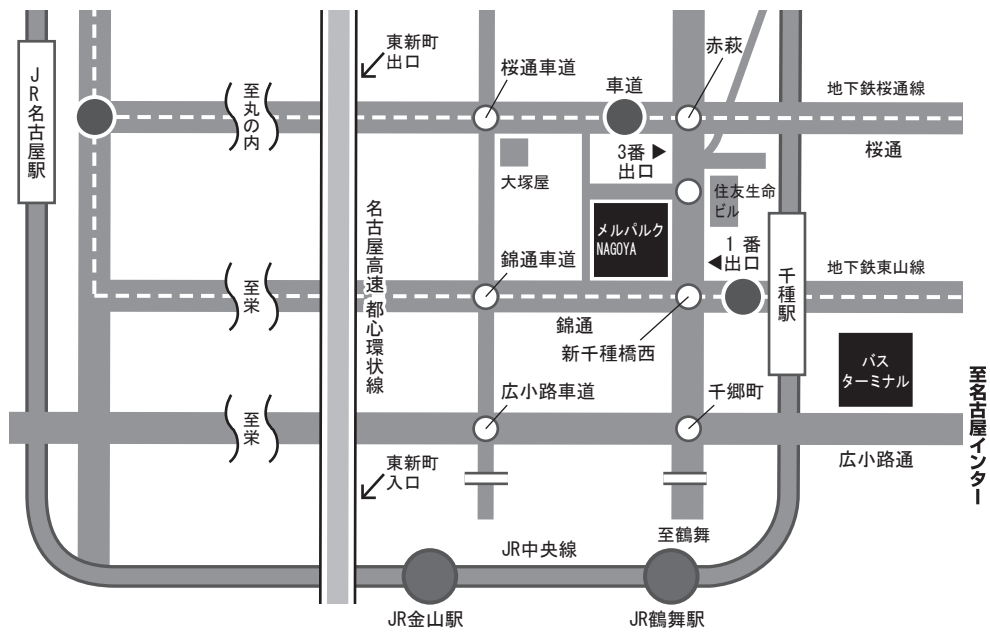 東新町
出口
桜通車道
車道
赤萩
地下鉄桜通線
桜通
JR名古屋駅
至丸の内
大塚屋
3番
出口
住友生命
ビル
メルパルク
NAGOYA
1 番
出口
名古屋高速 都心環状線
錦通車道
地下鉄東山線
千種駅
至栄
錦通
新千種橋西
バス
ターミナル
至名古屋インター
広小路車道
千郷町
至栄
広小路通
東新町
入口
至鶴舞
JR中央線
JR金山駅
JR鶴舞駅